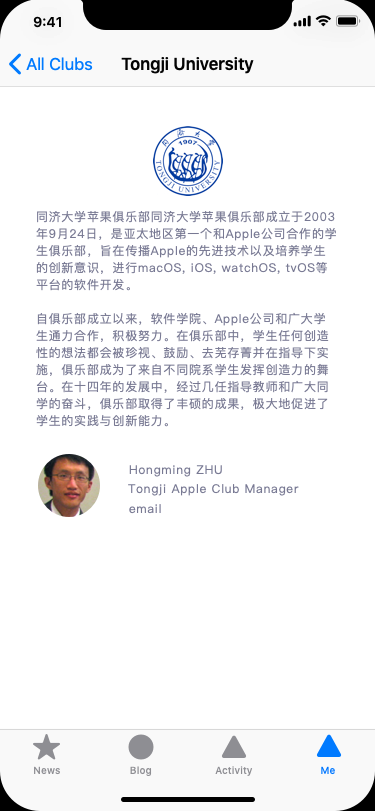 9:41
All Clubs
Tongji University
同济大学
1907
TONGJI UNIVERSITY
同济大学苹果俱乐部同济大学苹果俱乐部成立于2003
年9月24日，是亚太地区第一个和Apple公司合作的学
生俱乐部，旨在传播Apple的先进技术以及培养学生
的创新意识，进行macOS, iOS, watchOS, tvOS等
平台的软件开发。
自俱乐部成立以来，软件学院、Apple公司和广大学
生通力合作，积极努力。在俱乐部中，学生任何创造
性的想法都会被珍视、鼓励、去芜存菁并在指导下实
施，俱乐部成为了来自不同院系学生发挥创造力的舞
台。在十四年的发展中，经过几任指导教师和广大同
学的奋斗，俱乐部取得了丰硕的成果，极大地促进了
学生的实践与创新能力。
Hongming ZHU
Tongji Apple Club Manager
email
News
Blog
Activity
Me